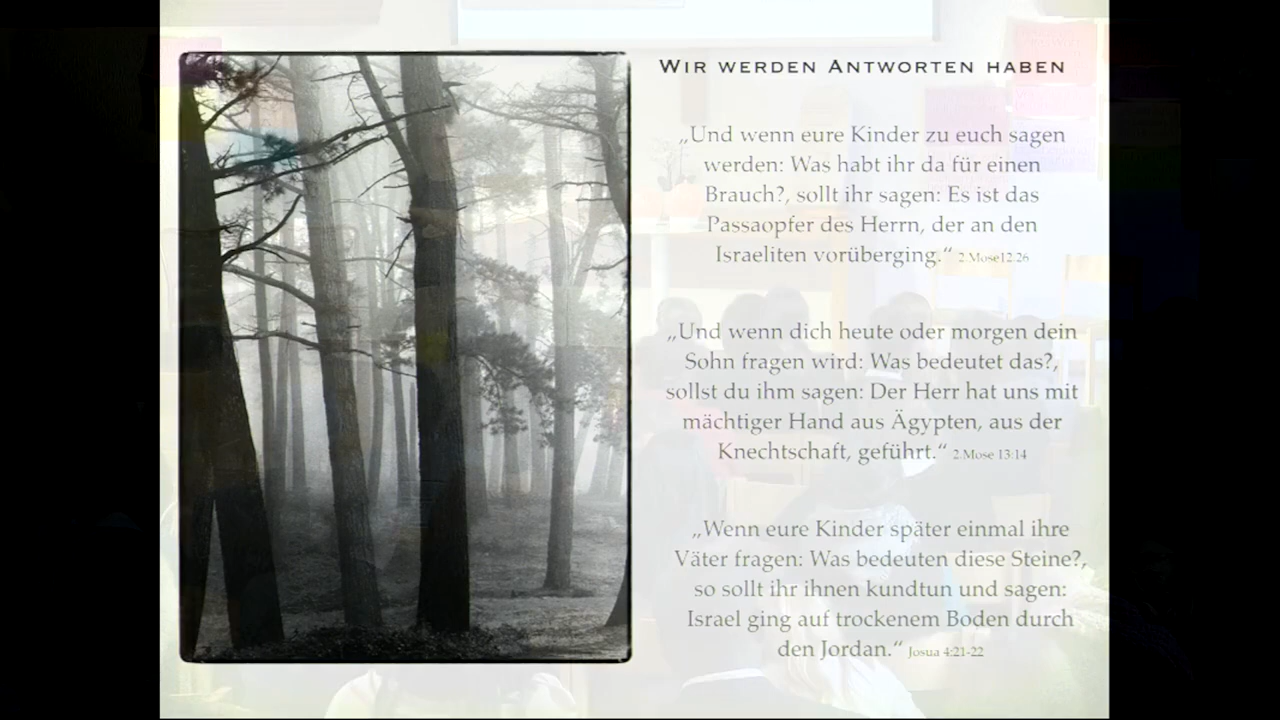 Wir werden Antworten haben
„Und wenn eure Kinder zu euch sagen
werden: Was habt ihr da für einen
Brauch?, sollt ihr sagen: Es ist das
Passaopfer des Herrn, der an den
Israeliten vorüberging.“ 2.Mose12:26
„Und wenn dich heute oder morgen dein
Sohn fragen wird: Was bedeutet das?,
sollst du ihm sagen: Der Herr hat uns mit
mächtiger Hand aus Ägypten, aus der
Knechtschaft, geführt.“ 2.Mose 13:14
„Wenn eure Kinder später einmal ihre
Väter fragen: Was bedeuten diese Steine?,
so sollt ihr ihnen kundtun und sagen:
Israel ging auf trockenem Boden durch
den Jordan.“ Josua 4:21-22